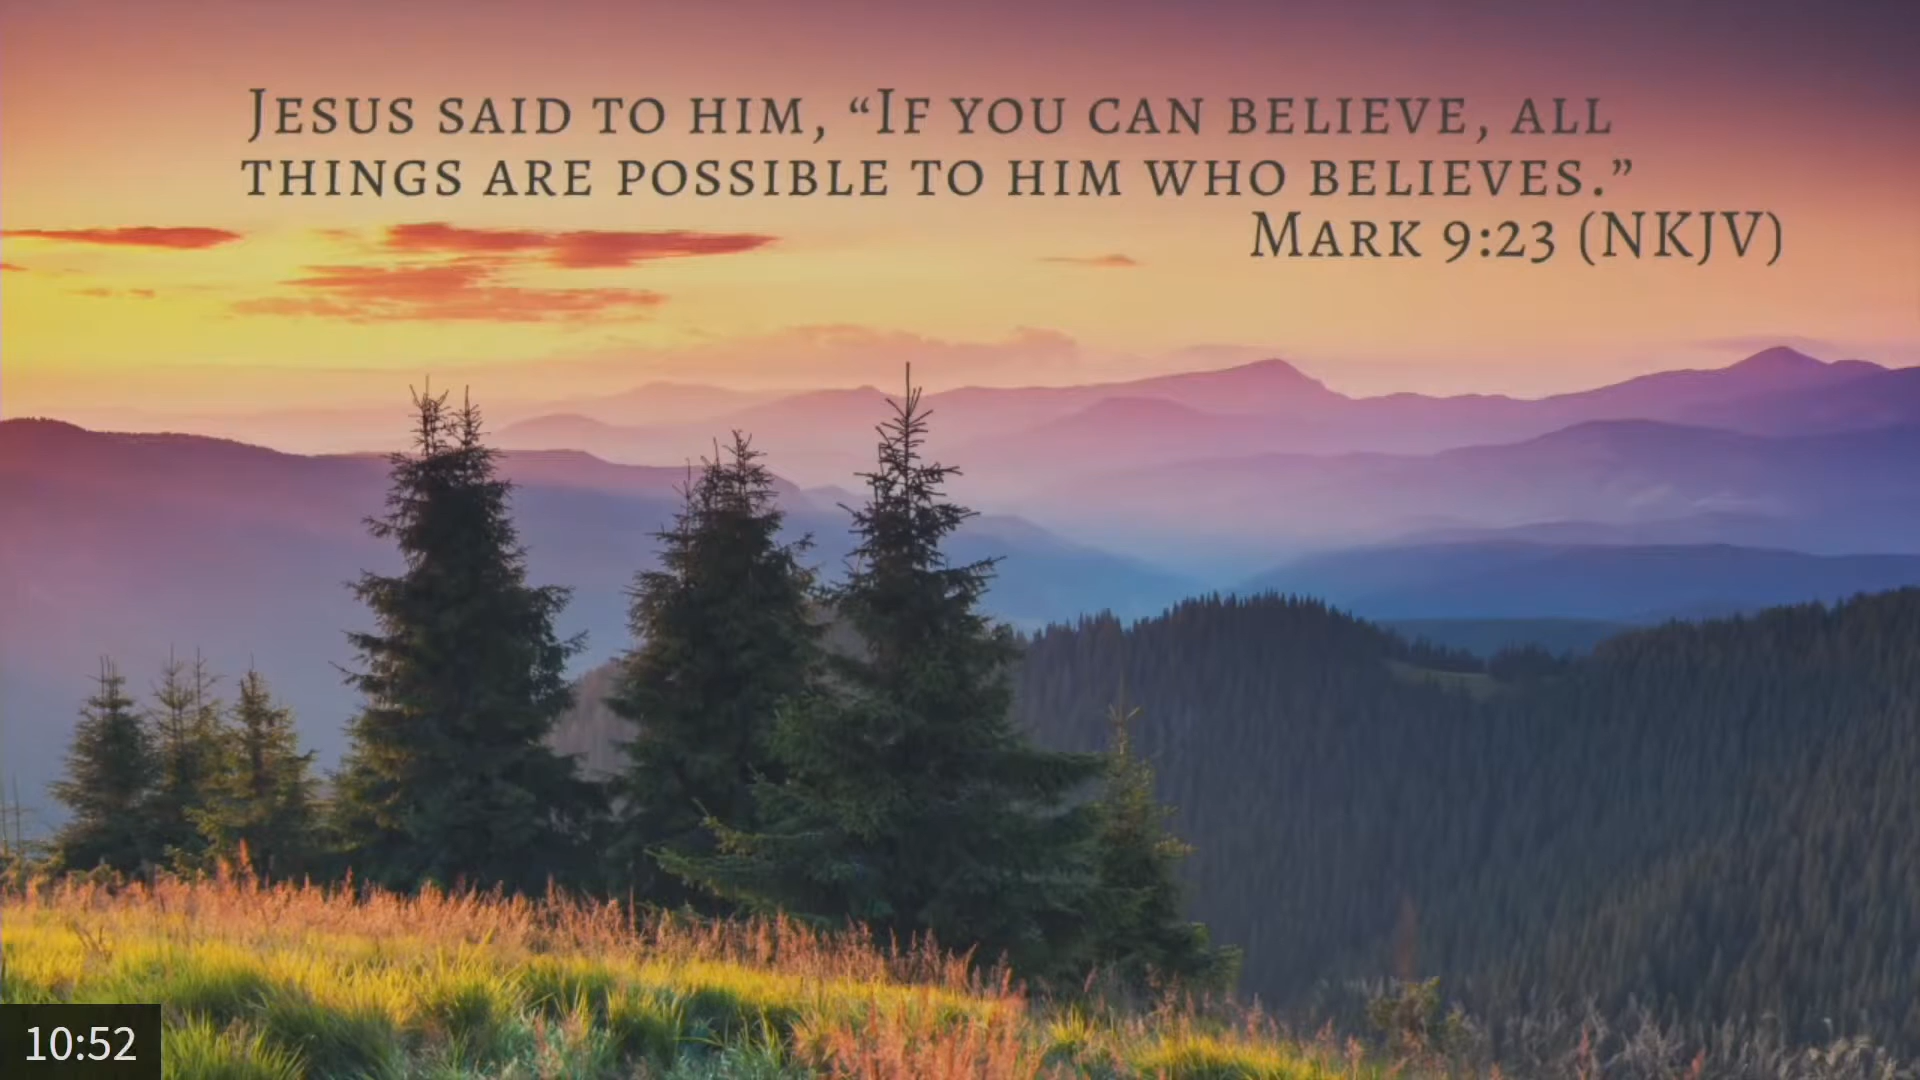 Jesus said to him, “If you can believe, all
things are possible to him who believes.”
Mark 9:23 (NKJV)
10:52